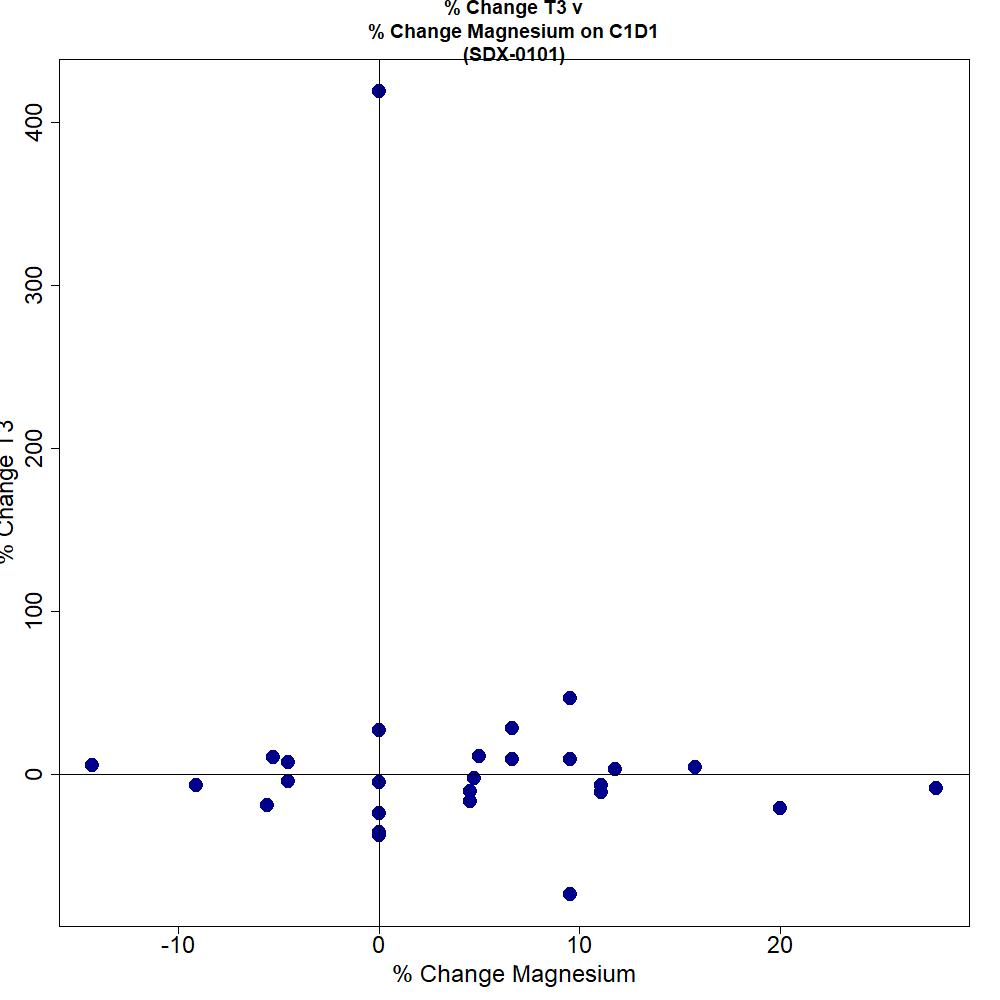 % Change T3 v
% Change Magnesium on C1D1
(SDX-0101)
% Change T3
400
300
200
100
0
-10
0
10
20
% Change Magnesium